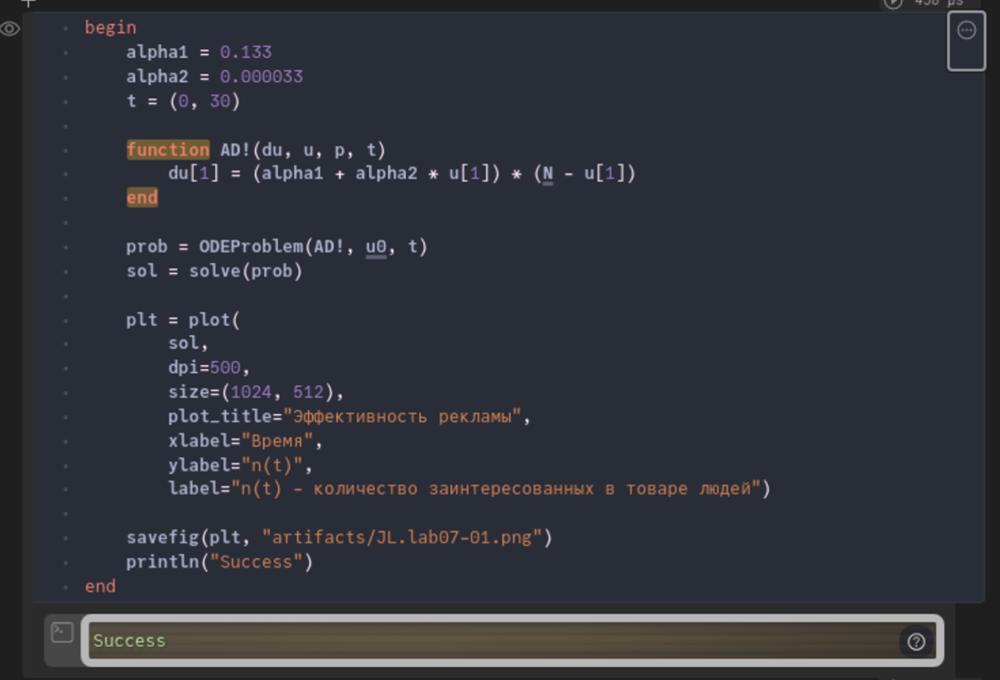 458 µs
begin
alpha1 = 0.133
alpha2 = 0.000033
t = (0, 30)
function AD!(du, u, p, t)
du[1] = (alpha1 + alpha2 * u[1]) * (N - u[1])
end
prob = ODEProblem(AD!, u0, t)
sol = solve(prob)
plt = plot(
sol,
dpi=500,
size=(1024, 512),
plot_title="Эффективность рекламы",
xlabel="Время",
ylabel="n(t)",
label="n(t) - количество заинтересованных в товаре людей")
savefig(plt, "artifacts/JL.lab07-01.png")
println("Success")
end
Success